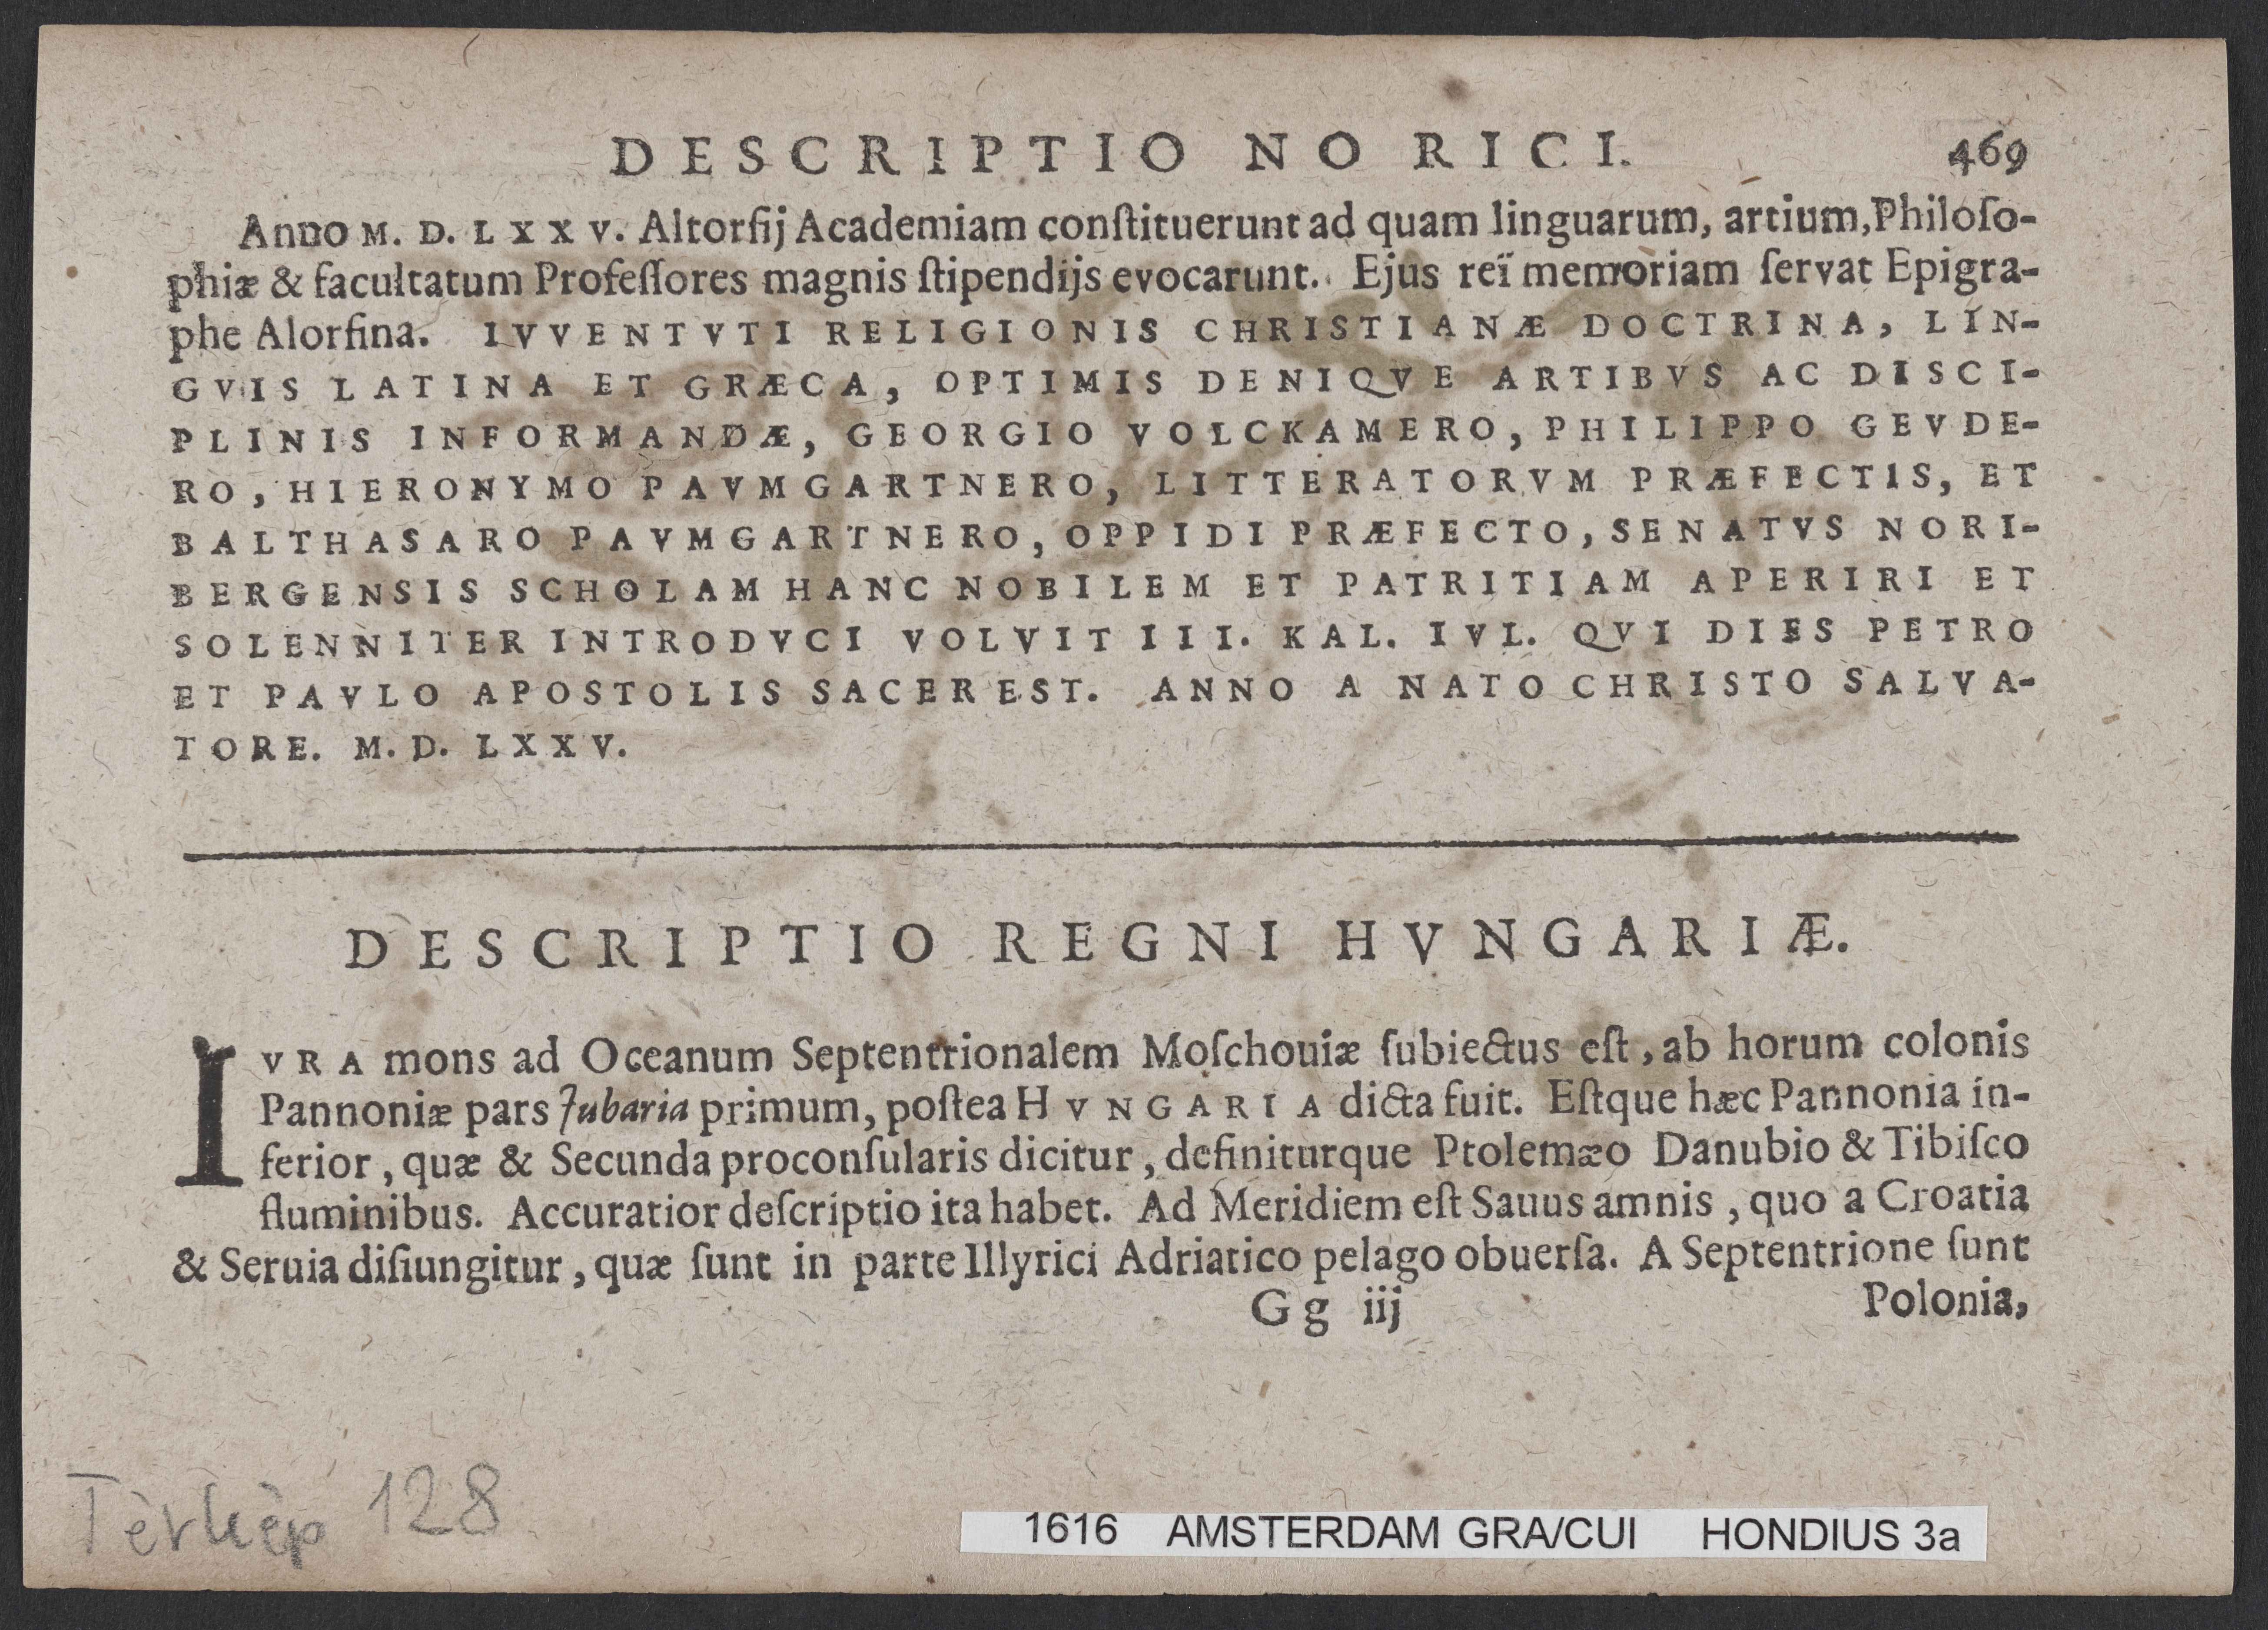 DESCRIPTIO NORICI. 469
Anno M. D. LXXV. Altorfij Academiam conſtituerunt ad quam linguarum, artium, Philoſo-
phiæ & facultatum Profeſſores magnis ſtipendijs evocarunt. Ejus reï memoriam ſervat Epigra-
phe Alorfina. IVVENTVTI RELIGIONIS CHRISTIANÆ DOCTRINA, LIN-
GVIS LATINA ET GRÆCA, OPTIMIS DENIQVE ARTIBVS AC DISCI-
PLINIS INFORMANDÆ, GEORGIO VOLCKAMERO, PHILIPPO GEVDE-
RO, HIERONYMO PAVMGARTNERO, LITTERATORVM PRÆFECTIS, ET
BALTHASARO PAVMGARTNERO, OPPIDI PRÆFECTO, SENATVS NORI-
BERGENSIS SCHOLAM HANC NOBILEM ET PATRITIAM APERIRI ET
SOLENNITER INTRODVCI VOLVIT III. KAL. IVL. QVI DIES PETRO
ET PAVLO APOSTOLIS SACER EST. ANNO A NATO CHRISTO SALVA-
TORE. M. D. LXXV.
DESCRIPTIO REGNI HVNGARIÆ.
IVRA mons ad Oceanum Septentrionalem Moſchouiæ ſubiectus eſt, ab horum colonis
Pannoniæ pars Jubaria primum, poſtea HVNGARIA dicta fuit. Eſtque hæc Pannonia in-
ferior, quæ & Secunda proconſularis dicitur, definiturque Ptolemæo Danubio & Tibiſco
fluminibus. Accuratior deſcriptio ita habet. Ad Meridiem eſt Sauus amnis, quo a Croatia
& Seruia diſiungitur, quæ ſunt in parte Illyrici Adriatico pelago obuerſa. A Septentrione ſunt
Gg iij Polonia,
Tèrkèp 128
1616 AMSTERDAM GRA/CUI HONDIUS 3a